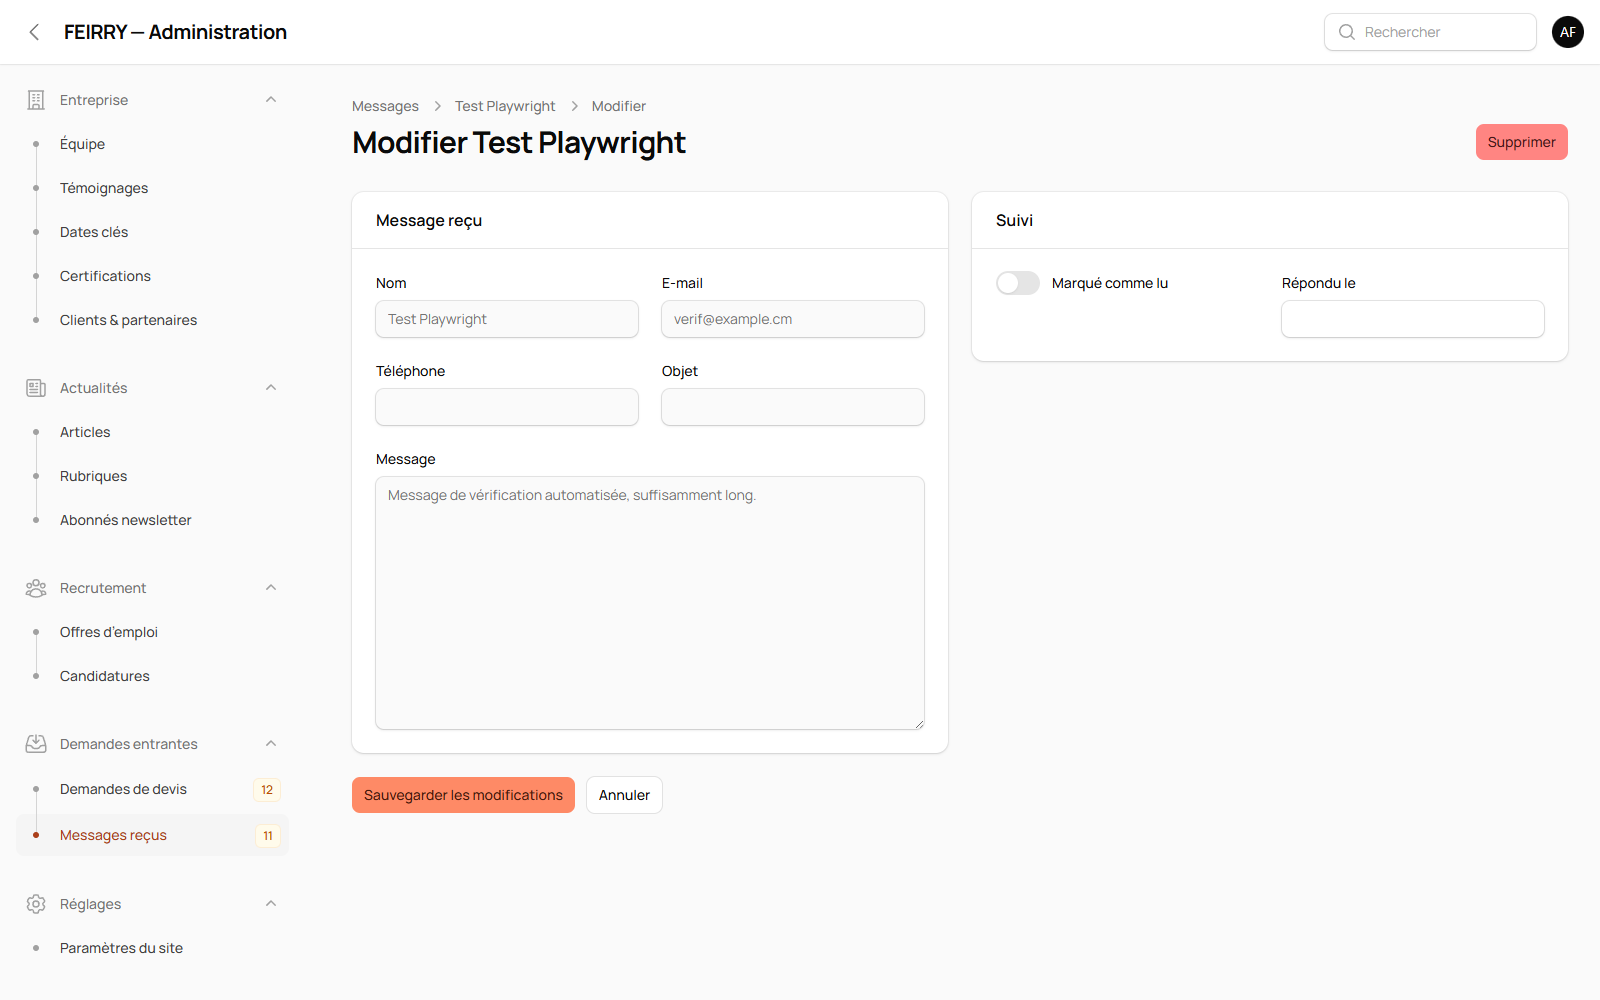 FEIRRY — Administration
Rechercher
AF
Entreprise
Équipe
Témoignages
Dates clés
Certifications
Clients & partenaires
Actualités
Articles
Rubriques
Abonnés newsletter
Recrutement
Offres d'emploi
Candidatures
Demandes entrantes
Demandes de devis 12
Messages reçus 11
Réglages
Paramètres du site
Messages > Test Playwright > Modifier
Modifier Test Playwright
Supprimer
Message reçu
Nom
E-mail
Test Playwright
verif@example.cm
Téléphone
Objet
Message
Message de vérification automatisée, suffisamment long.
Sauvegarder les modifications
Annuler
Suivi
Marqué comme lu
Répondu le